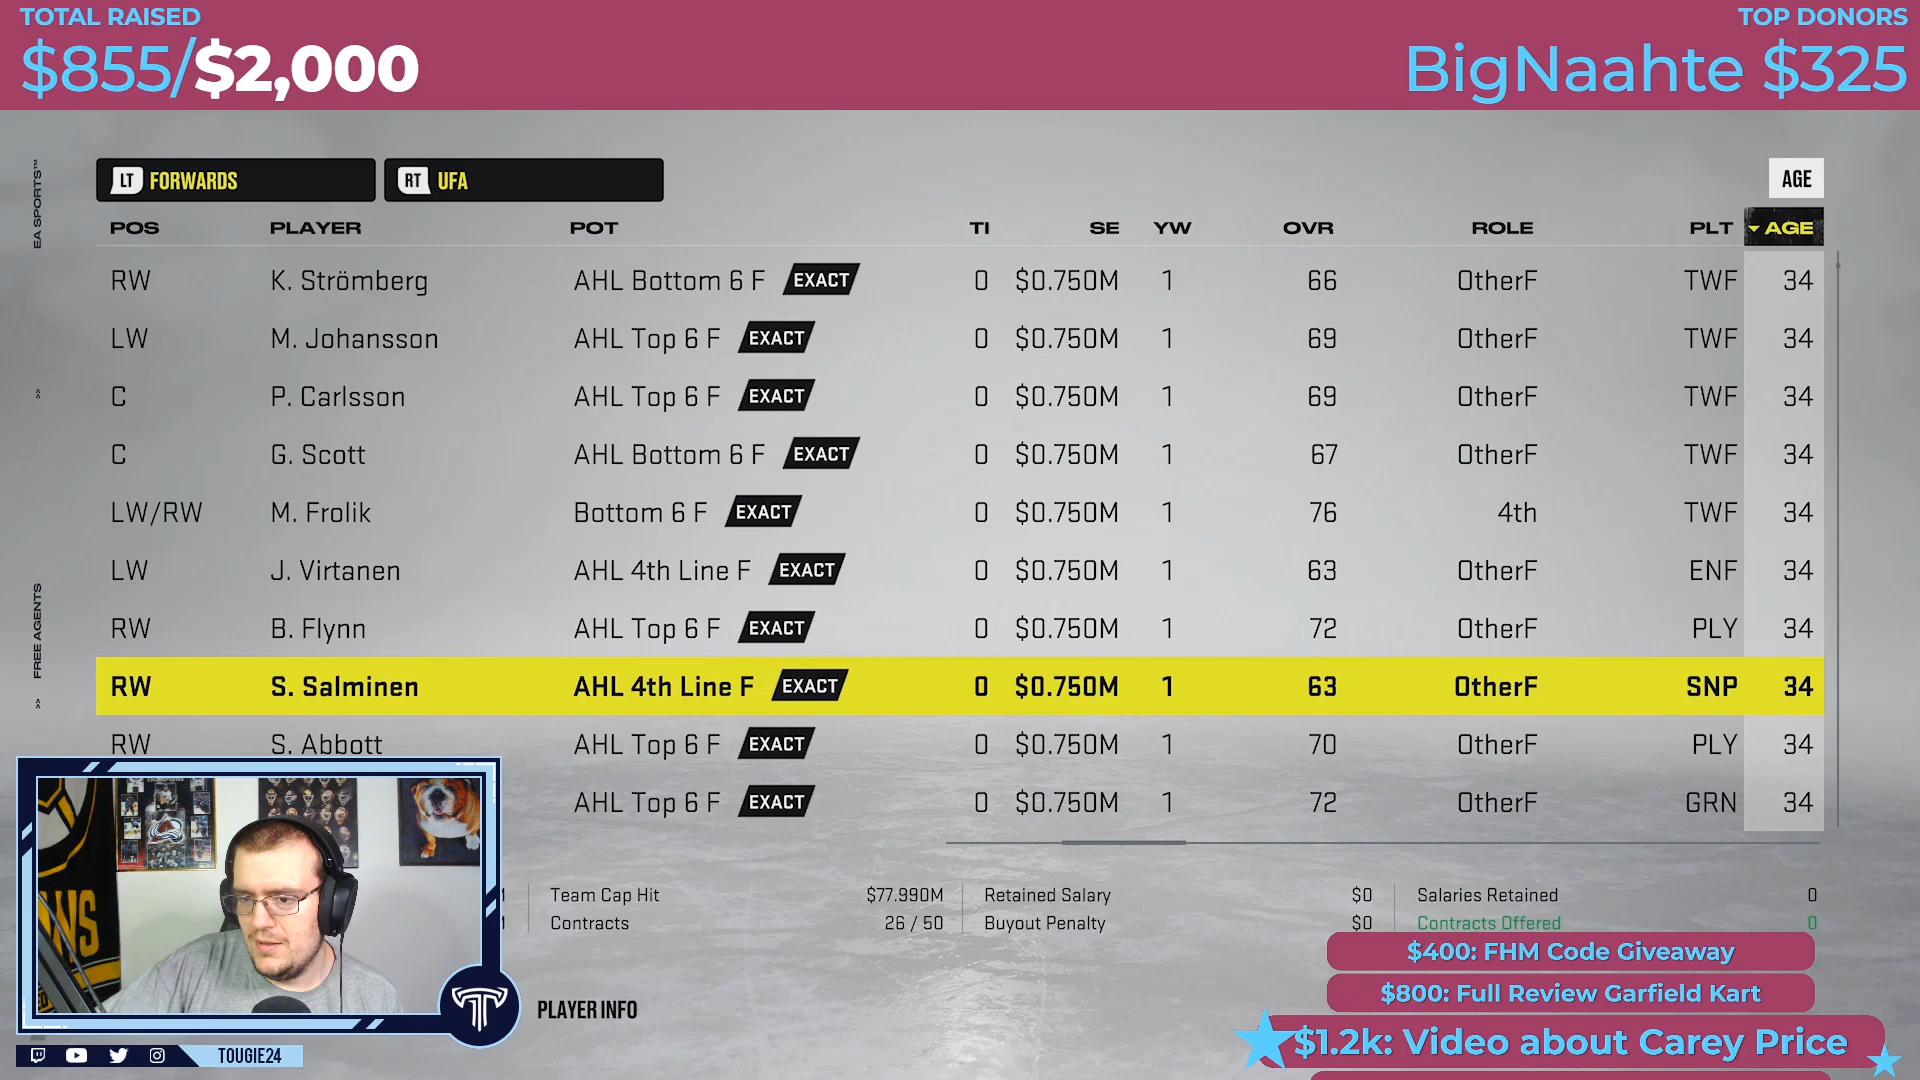 TOTAL RAISED
$855/$2,000
TOP DONORS
BigNaahte $325
EA SPORTS™
LT FORWARDS
RT UFA
AGE
POS PLAYER POT TI SE YW OVR ROLE PLT AGE
RW K. Strömberg AHL Bottom 6 F EXACT 0 $0.750M 1 66 OtherF TWF 34
LW M. Johansson AHL Top 6 F EXACT 0 $0.750M 1 69 OtherF TWF 34
C P. Carlsson AHL Top 6 F EXACT 0 $0.750M 1 69 OtherF TWF 34
C G. Scott AHL Bottom 6 F EXACT 0 $0.750M 1 67 OtherF TWF 34
LW/RW M. Frolik Bottom 6 F EXACT 0 $0.750M 1 76 4th TWF 34
LW J. Virtanen AHL 4th Line F EXACT 0 $0.750M 1 63 OtherF ENF 34
RW B. Flynn AHL Top 6 F EXACT 0 $0.750M 1 72 OtherF PLY 34
RW S. Salminen AHL 4th Line F EXACT 0 $0.750M 1 63 OtherF SNP 34
RW S. Abbott AHL Top 6 F EXACT 0 $0.750M 1 70 OtherF PLY 34
AHL Top 6 F EXACT 0 $0.750M 1 72 OtherF GRN 34
FREE AGENTS
Team Cap Hit $77.990M Retained Salary $0 Salaries Retained 0
Contracts 26 / 50 Buyout Penalty $0 Contracts Offered 0
$400: FHM Code Giveaway
$800: Full Review Garfield Kart
$1.2k: Video about Carey Price
PLAYER INFO
TOUGIE24